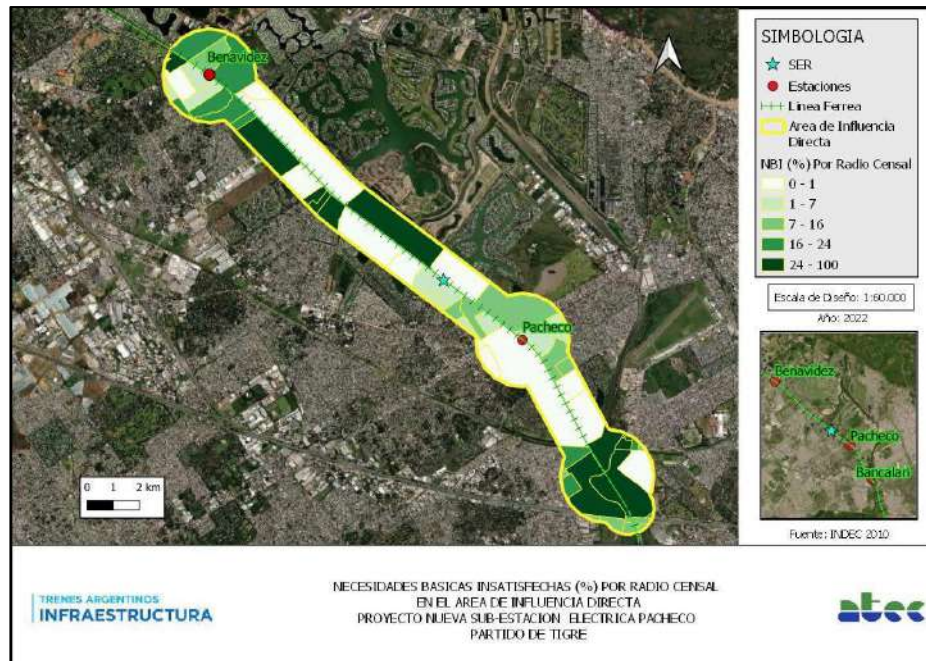 Benavidez
Pacheco
0 1 2 km
SIMBOLOGIA
SER
Estaciones
Linea Ferrea
Area de Influencia
Directa
NBI (%) Por Radio Censal
0 - 1
1 - 7
7 - 16
16 - 24
24 - 100
Escala de Diseño: 1:60.000
Año: 2022
Benavidez
Pacheco
Bancalari
Fuente: INDEC 2010
TRENES ARGENTINOS
INFRAESTRUCTURA
NECESIDADES BASICAS INSATISFECHAS (%) POR RADIO CENSAL
EN EL AREA DE INFLUENCIA DIRECTA
PROYECTO NUEVA SUB-ESTACION ELECTRICA PACHECO
PARTIDO DE TIGRE
atec